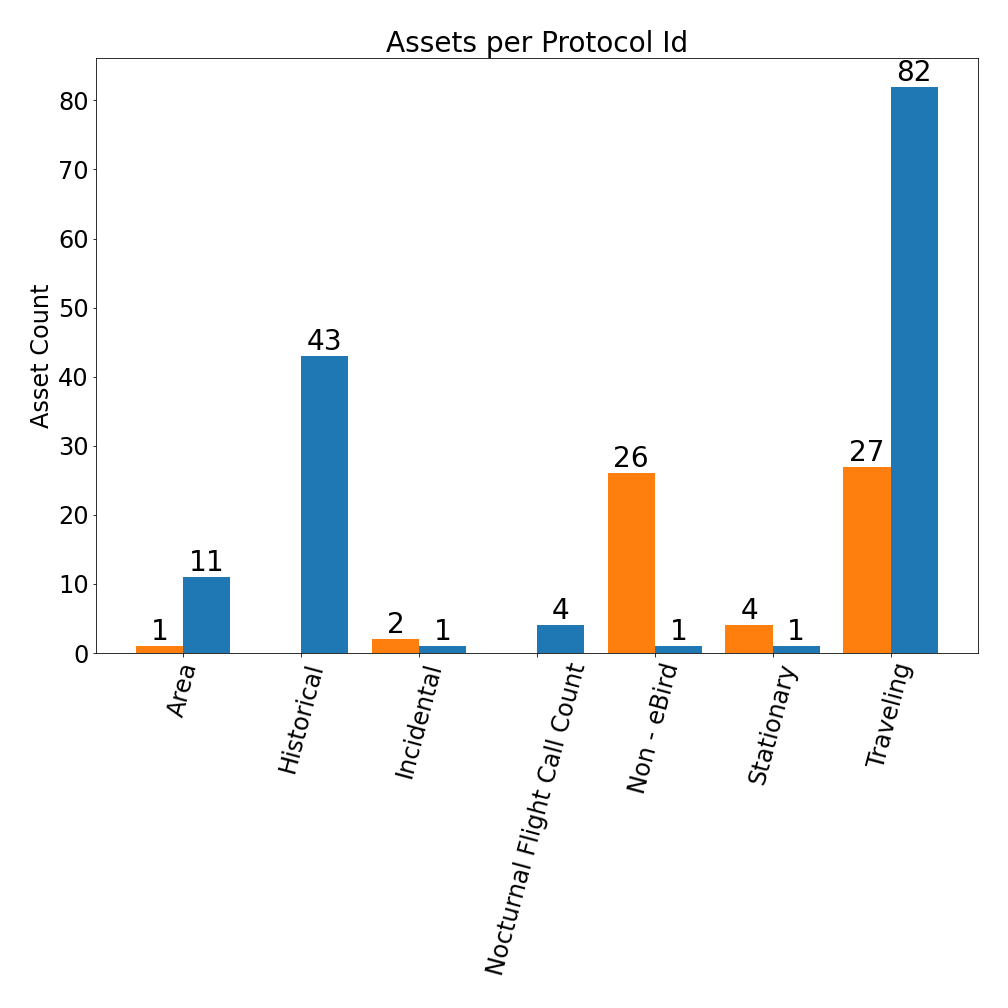 Assets per Protocol Id
Asset Count
80
70
60
50
40
30
20
10
0
1
11
43
2
1
4
26
1
4
1
27
82
Area
Historical
Incidental
Nocturnal Flight Call Count
Non - eBird
Stationary
Traveling